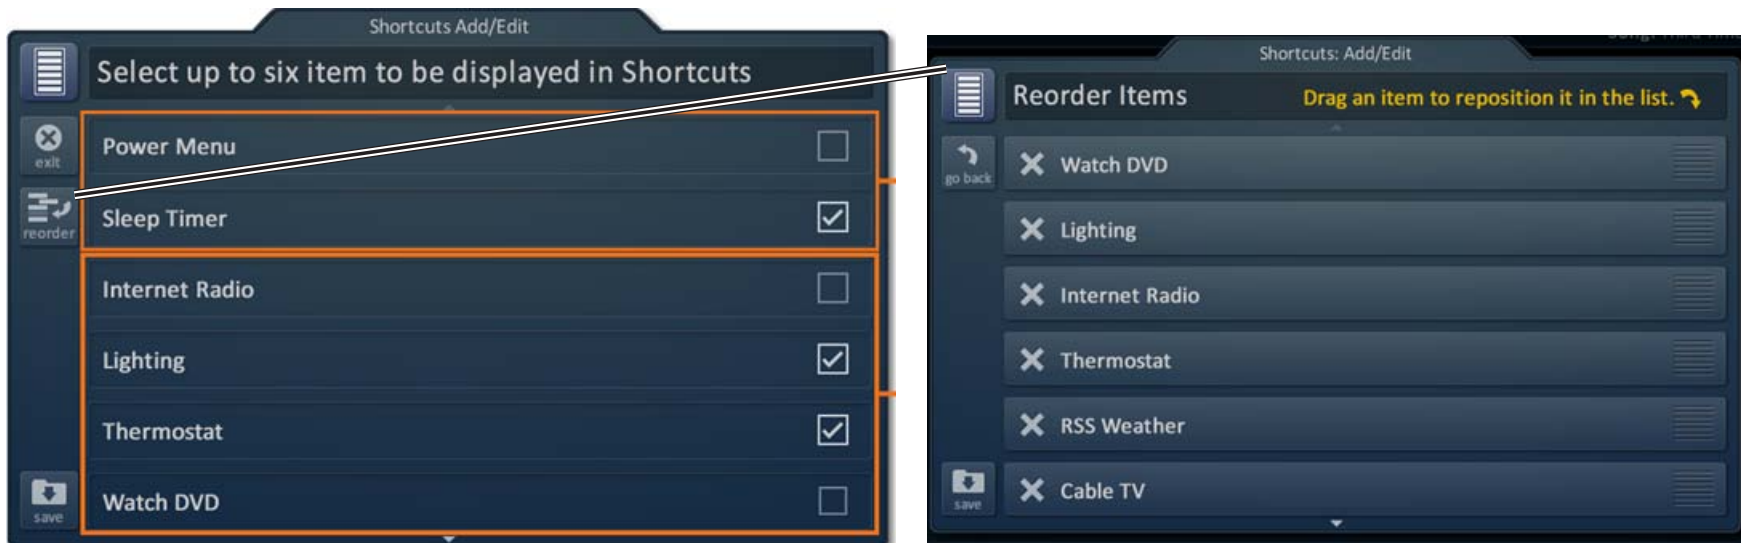 Shortcuts Add/Edit
Select up to six item to be displayed in Shortcuts
exit
Power Menu
reorder
Sleep Timer
Internet Radio
Lighting
Thermostat
save
Watch DVD
Shortcuts: Add/Edit
Reorder Items
Drag an item to reposition it in the list.
go back
Watch DVD
Lighting
Internet Radio
Thermostat
RSS Weather
save
Cable TV